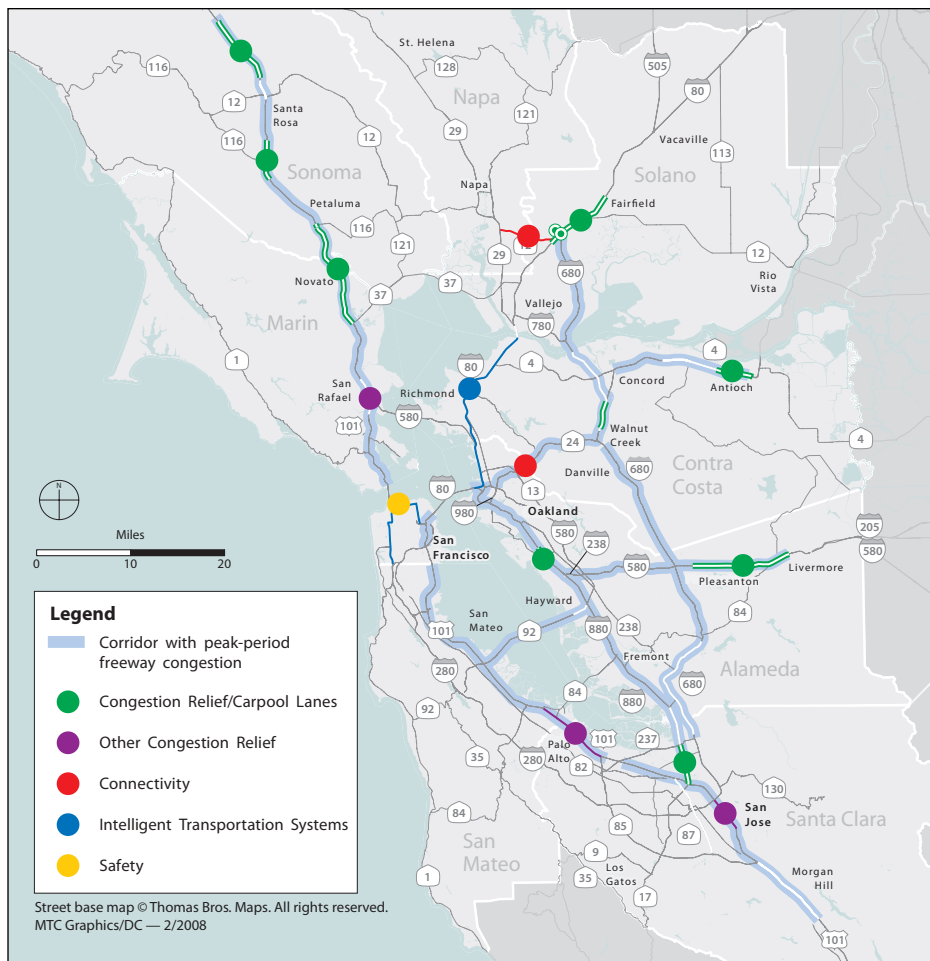 116
St. Helena
128
505
80
Napa
12
Santa
Rosa
121
116
12
29
Vacaville
113
Sonoma
Solano
Napa
Petaluma
Fairfield
116
121
12
29
12
680
Rio
Vista
Novato
37
37
Vallejo
Marin
780
1
80
4
4
Concord
Antioch
San
Rafael
Richmond
580
101
Walnut
Creek
24
4
Danville
680
Contra
Costa
80
13
N
980
Oakland
580
205
Miles
238
580
San
Francisco
0
10
20
580
Pleasanton
Livermore
Legend
Corridor with peak-period
freeway congestion
Congestion Relief/Carpool Lanes
Other Congestion Relief
Connectivity
Intelligent Transportation Systems
Safety
Hayward
84
San
Mateo
101
92
880
238
Fremont
280
Alameda
84
880
680
92
101
237
Palo
Alto
280
82
35
130
San
Jose
Santa Clara
84
85
87
San
Mateo
9
Los
Gatos
35
Morgan
Hill
1
17
101
Street base map © Thomas Bros. Maps. All rights reserved.
MTC Graphics/DC — 2/2008